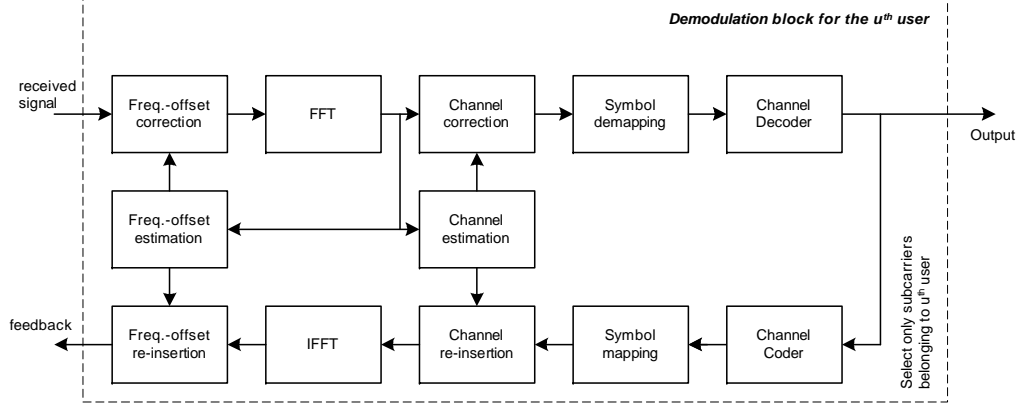 Demodulation block for the uth user
received
signal
Freq.-offset
correction
FFT
Channel
correction
Symbol
demapping
Channel
Decoder
Output
Freq.-offset
estimation
Channel
estimation
feedback
Freq.-offset
re-insertion
IFFT
Channel
re-insertion
Symbol
mapping
Channel
Coder
Select only subcarriers
belonging to uth user